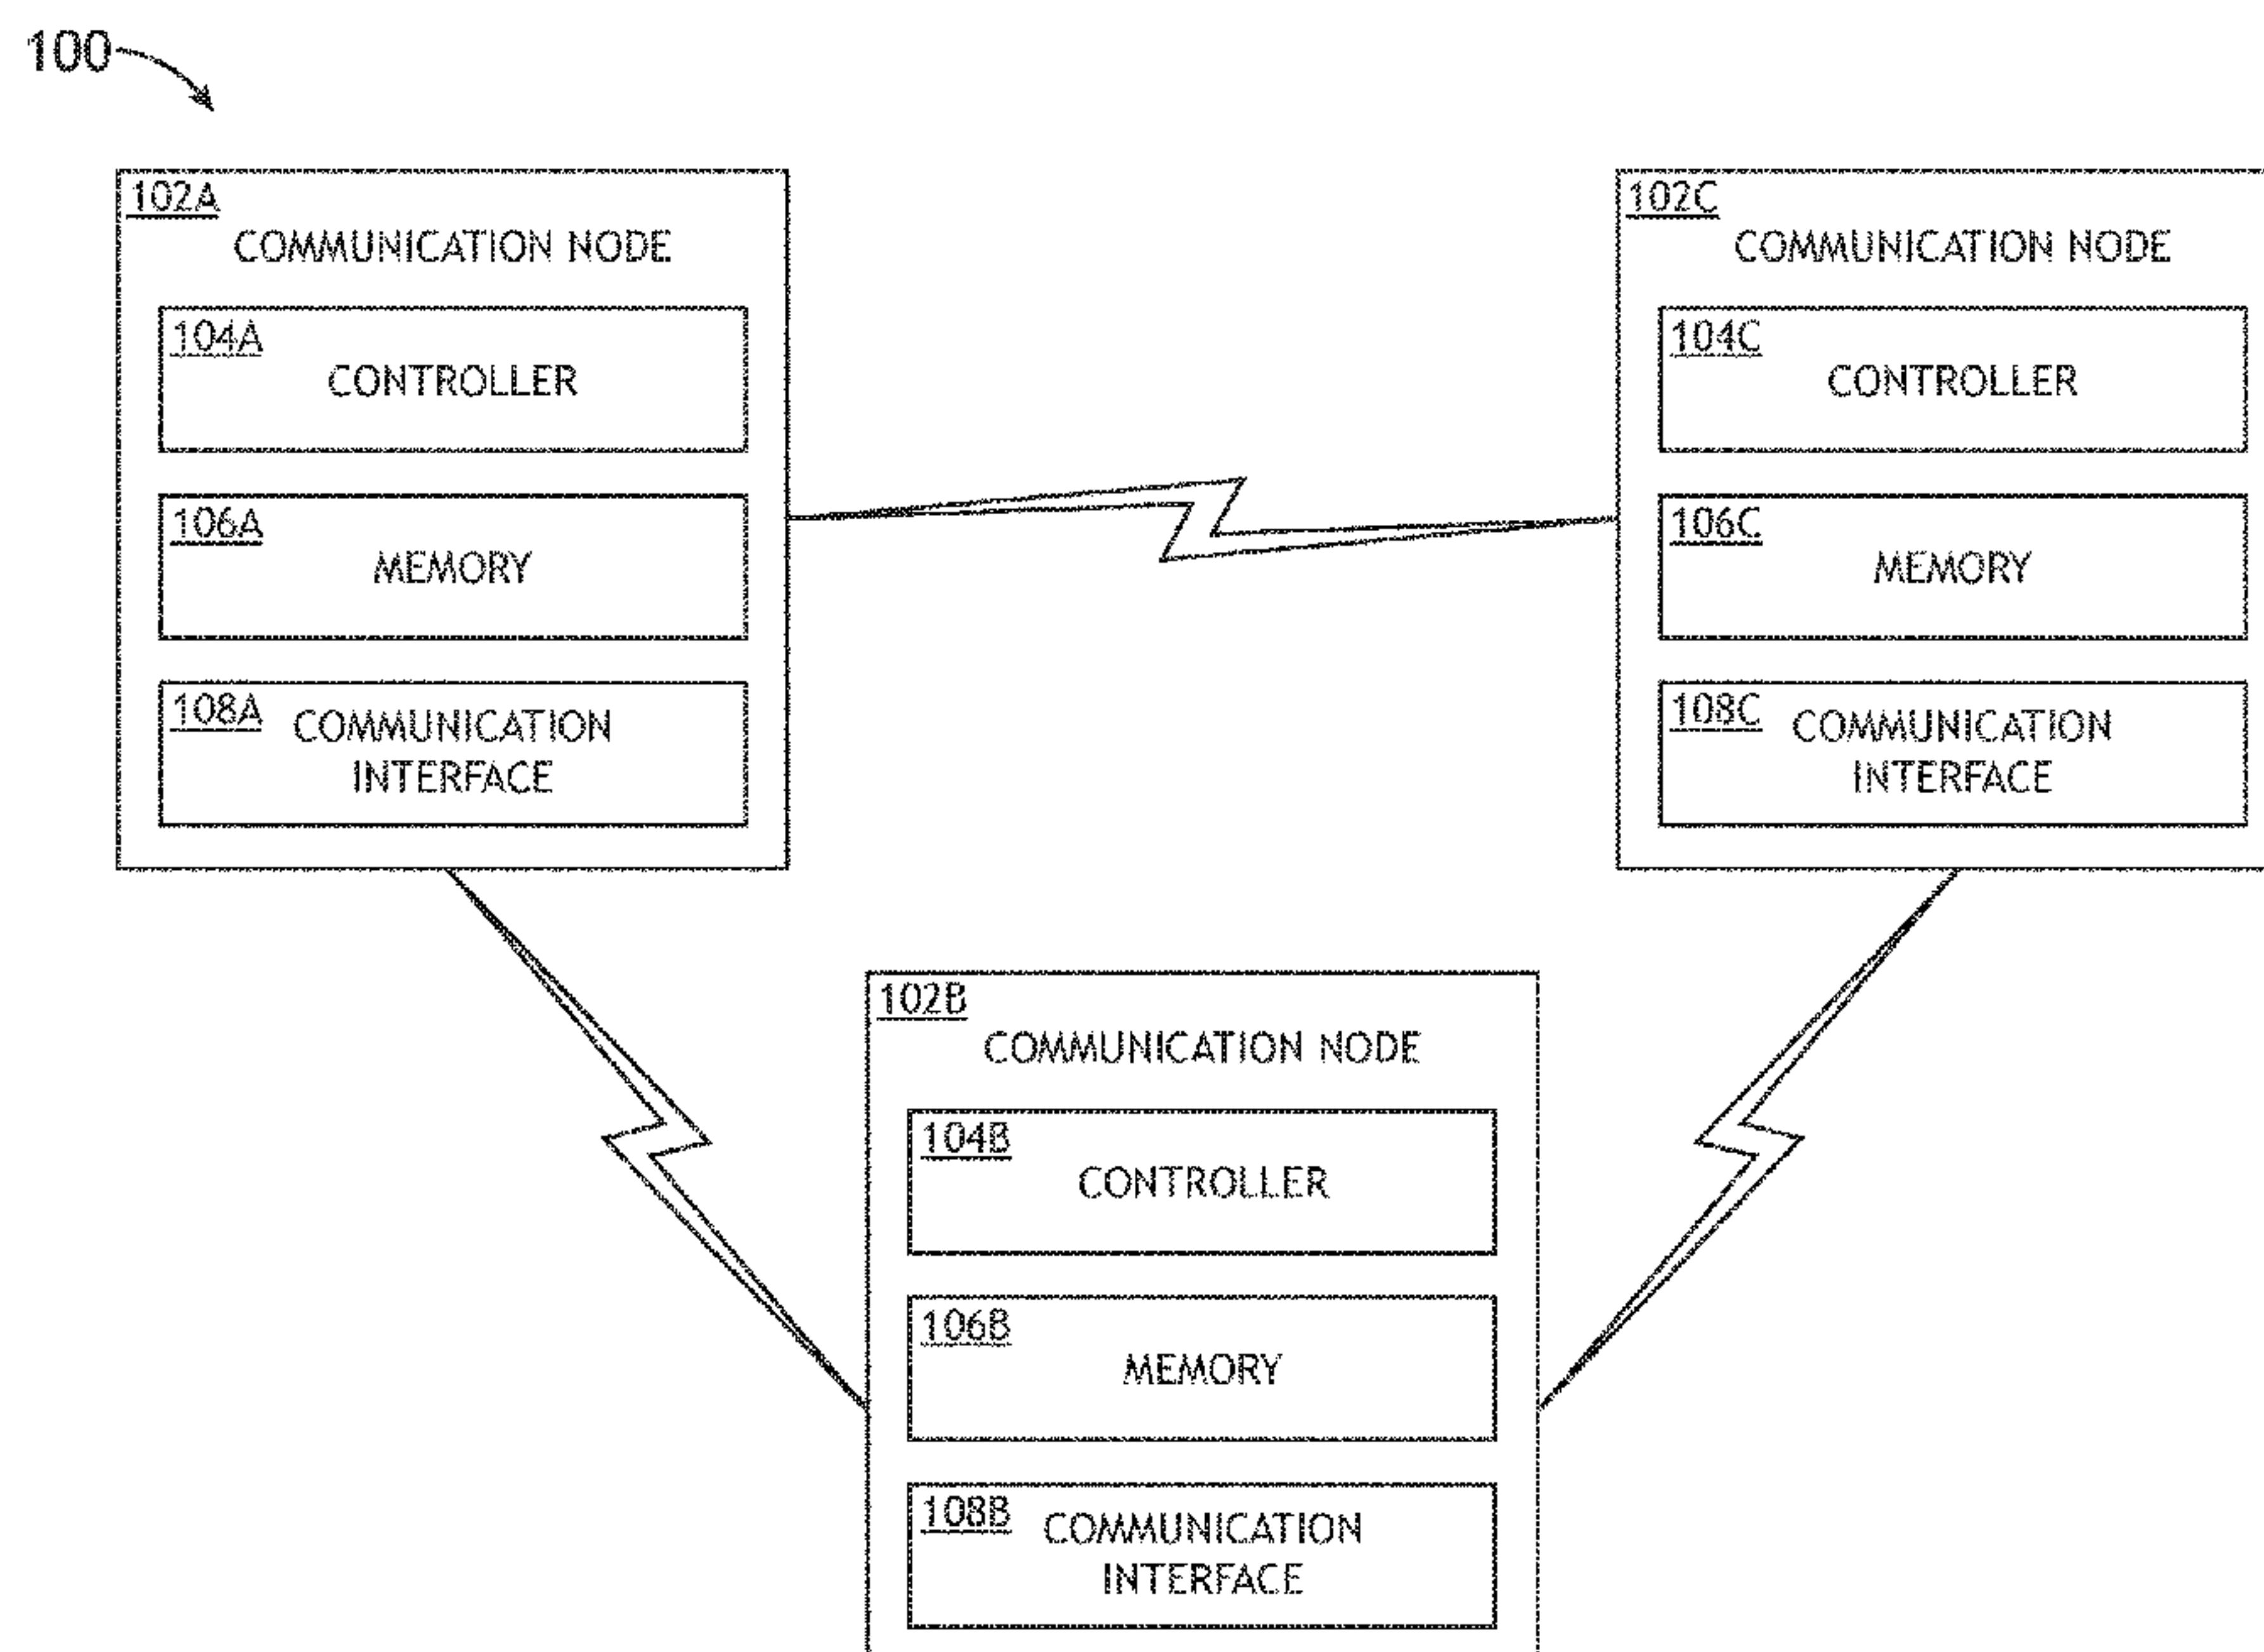 100
102A
COMMUNICATION NODE
104A
CONTROLLER
106A
MEMORY
108A
COMMUNICATION
INTERFACE
102C
COMMUNICATION NODE
104C
CONTROLLER
106C
MEMORY
108C
COMMUNICATION
INTERFACE
102B
COMMUNICATION NODE
104B
CONTROLLER
106B
MEMORY
108B
COMMUNICATION
INTERFACE